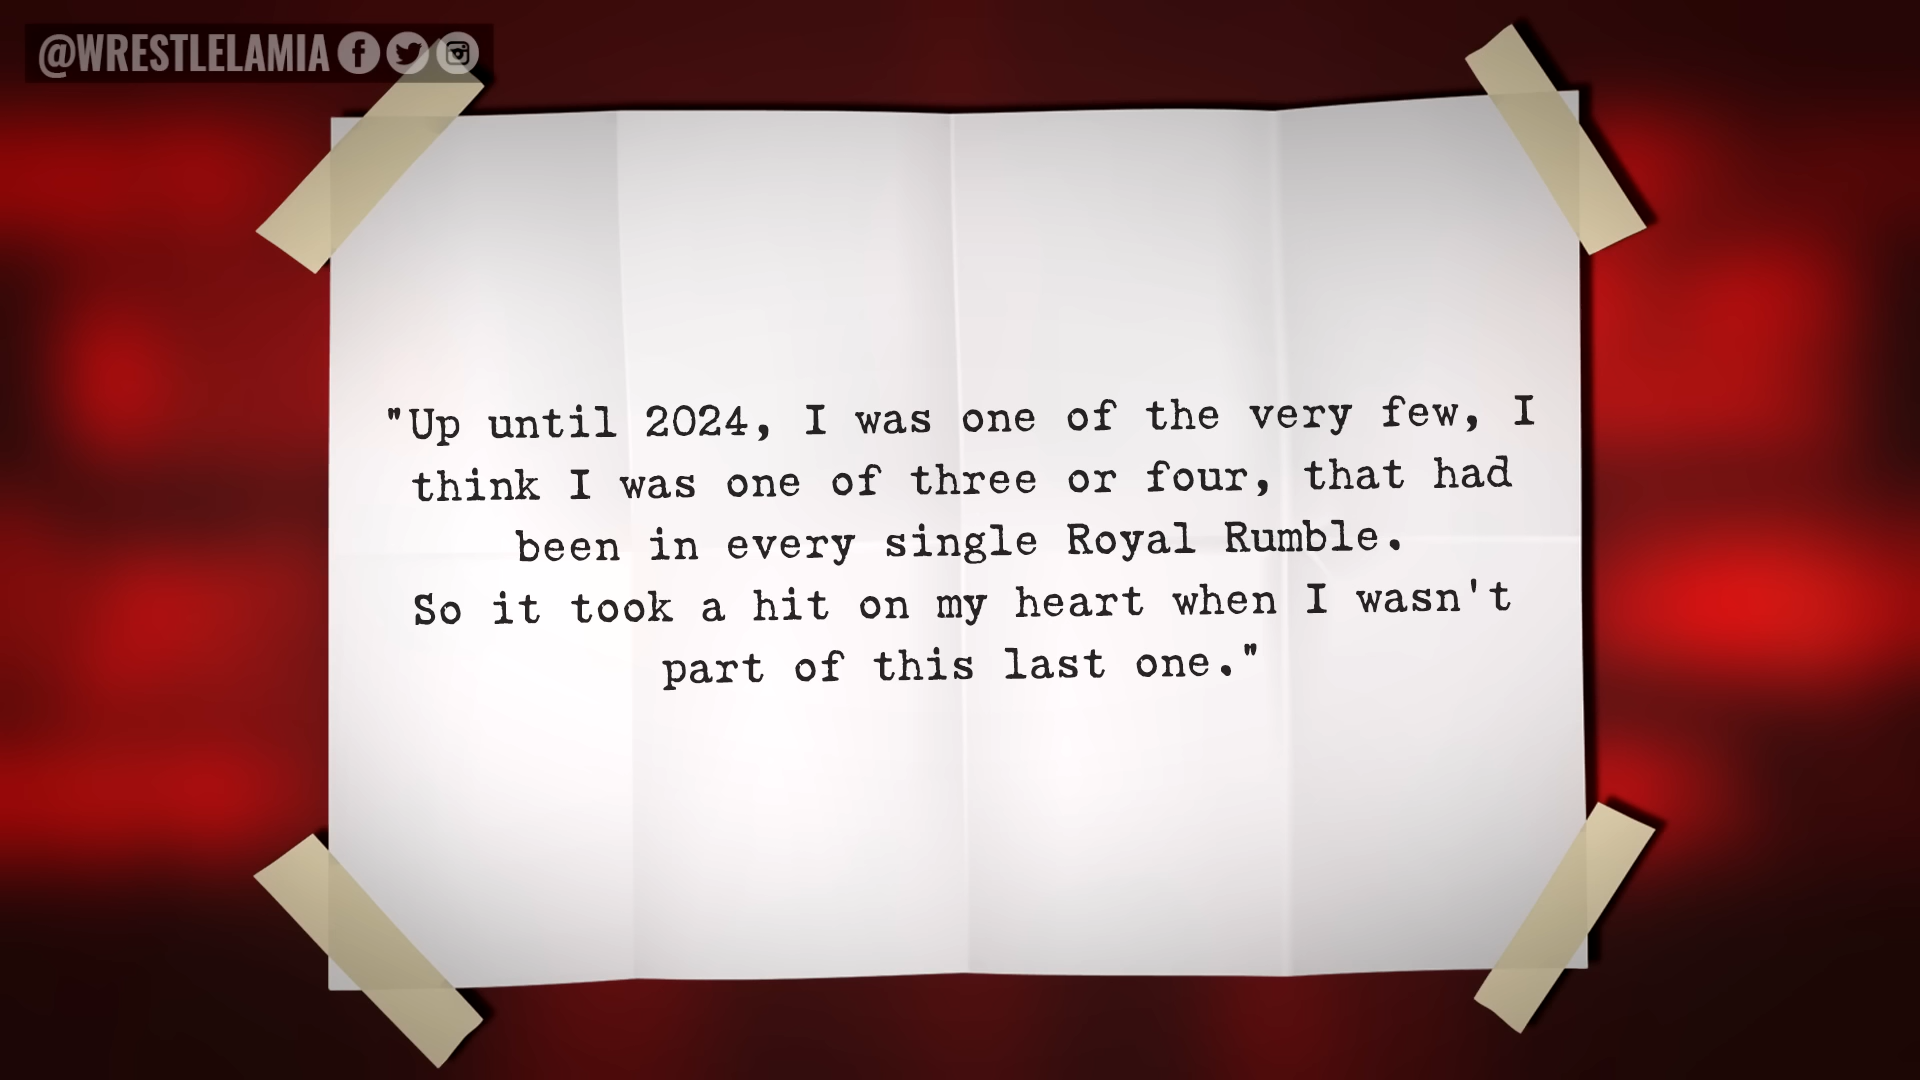 @WRESTLELAMIA
"Up until 2024, I was one of the very few, I
think I was one of three or four, that had
been in every single Royal Rumble.
So it took a hit on my heart when I wasn't
part of this last one."